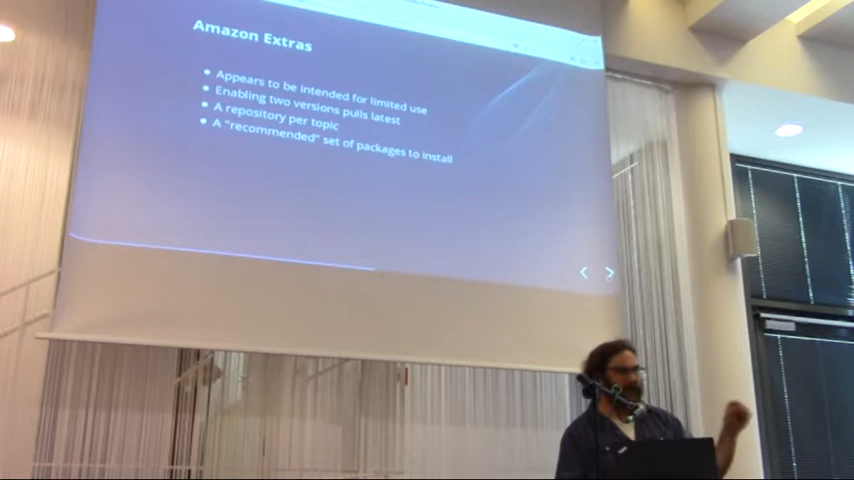 Amazon Extras
• Appears to be intended for limited use
• Enabling two versions pulls latest
• A repository per topic
• A "recommended" set of packages to install